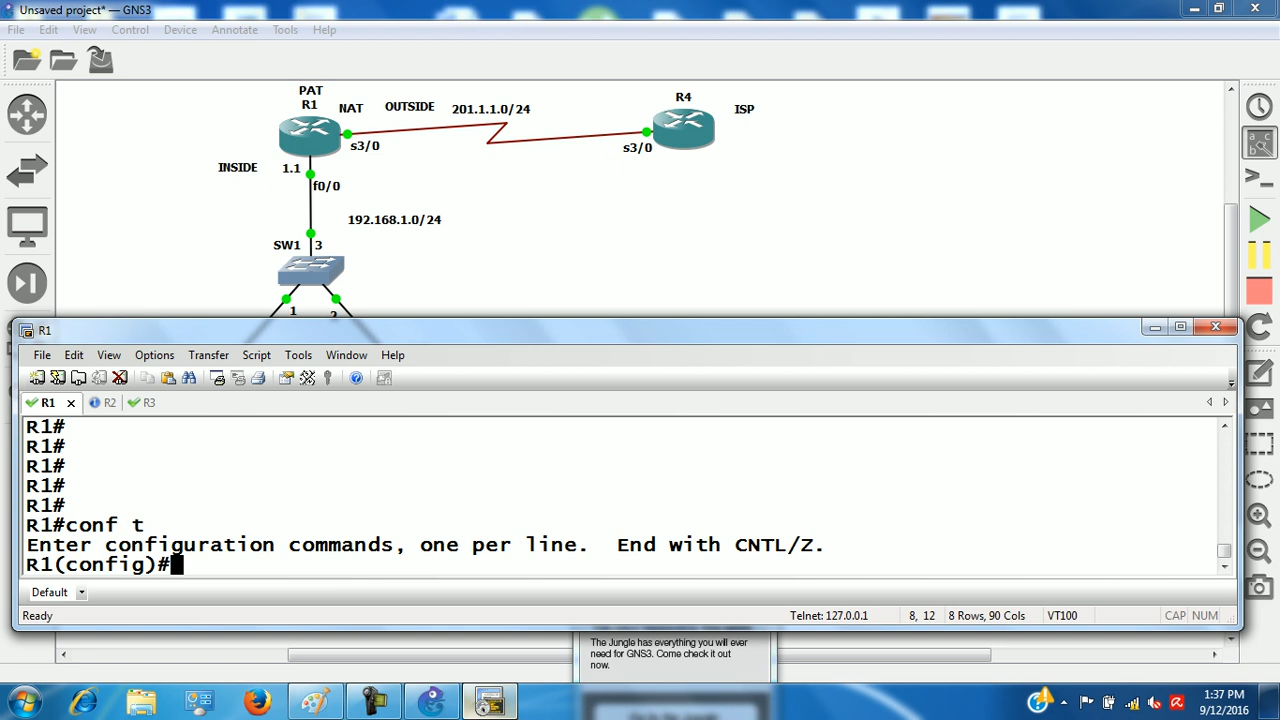 Unsaved project* — GNS3
File Edit View Control Device Annotate Tools Help
PAT
R1
NAT
OUTSIDE
201.1.1.0/24
R4
ISP
s3/0
s3/0
INSIDE
1.1
f0/0
192.168.1.0/24
SW1
3
1
2
R1
File Edit View Options Transfer Script Tools Window Help
R1 R2 R3
R1#
R1#
R1#
R1#
R1#
R1#conf t
Enter configuration commands, one per line.  End with CNTL/Z.
R1(config)#
Default
Ready Telnet: 127.0.0.1 8, 12 8 Rows, 90 Cols VT100 CAP NUM
The Jungle has everything you will ever
need for GNS3. Come check it out
now.
1:37 PM
9/12/2016